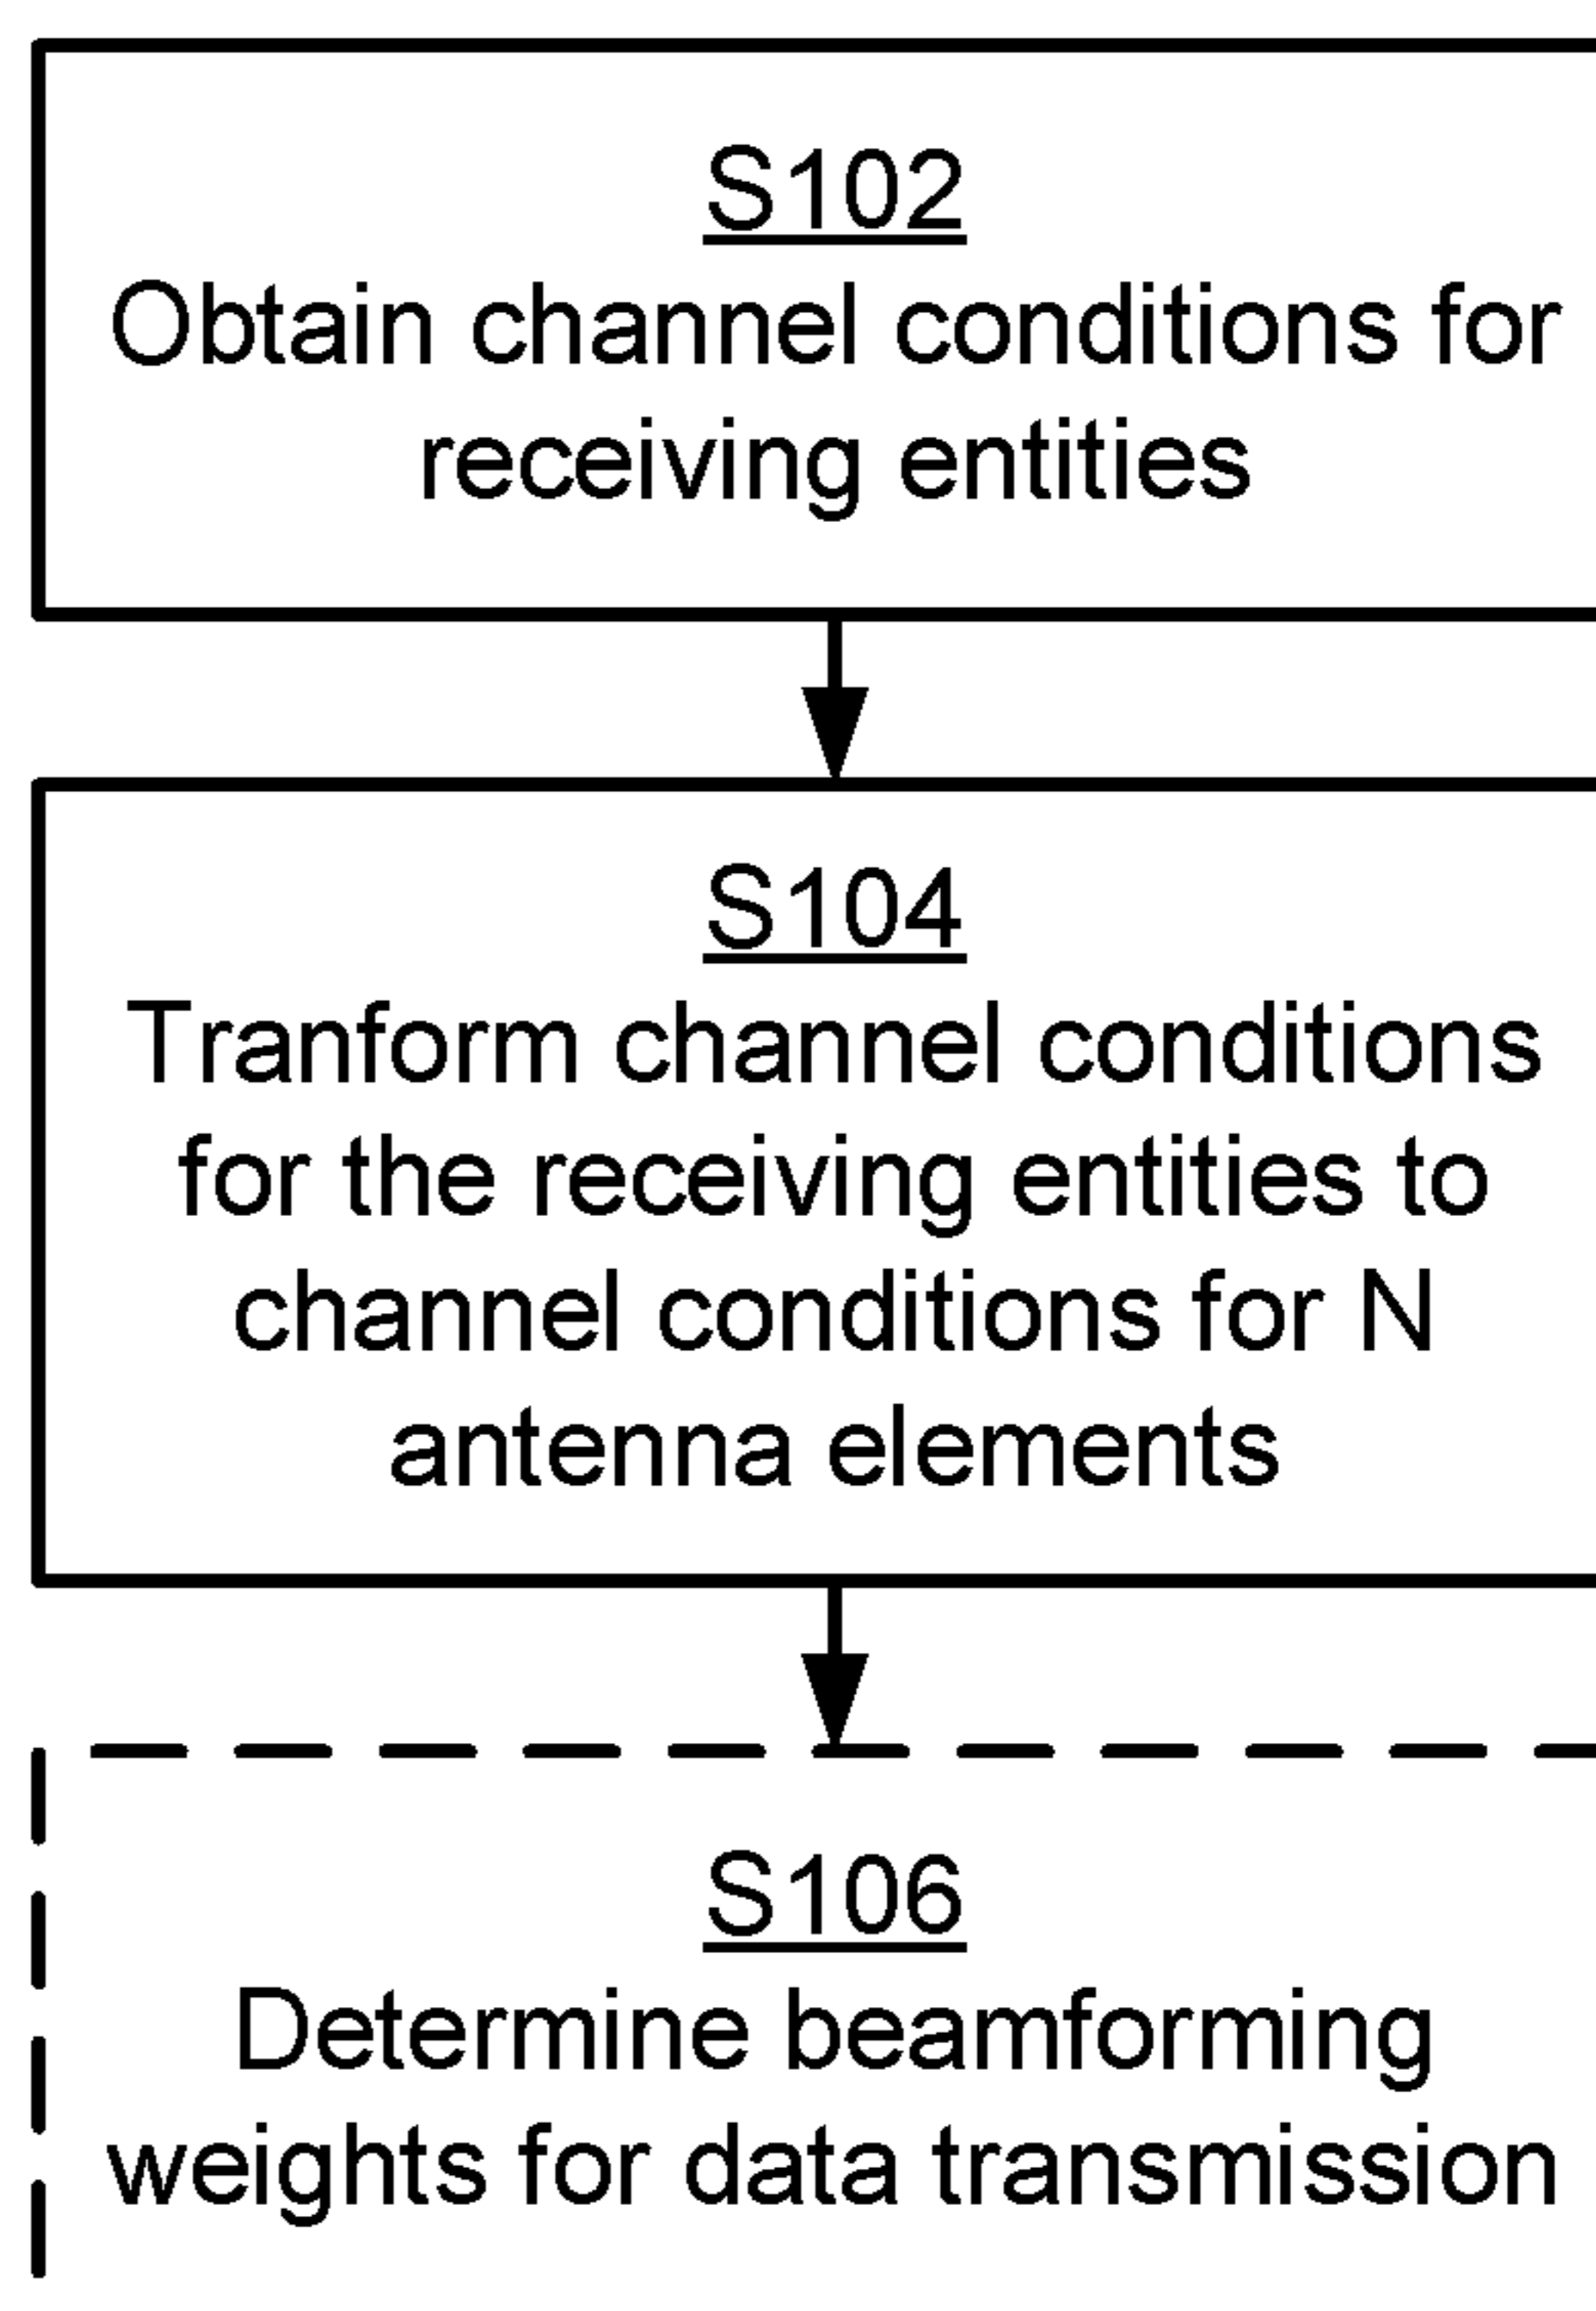 S102
Obtain channel conditions for
receiving entities
S104
Tranform channel conditions
for the receiving entities to
channel conditions for N
antenna elements
S106
Determine beamforming
weights for data transmission